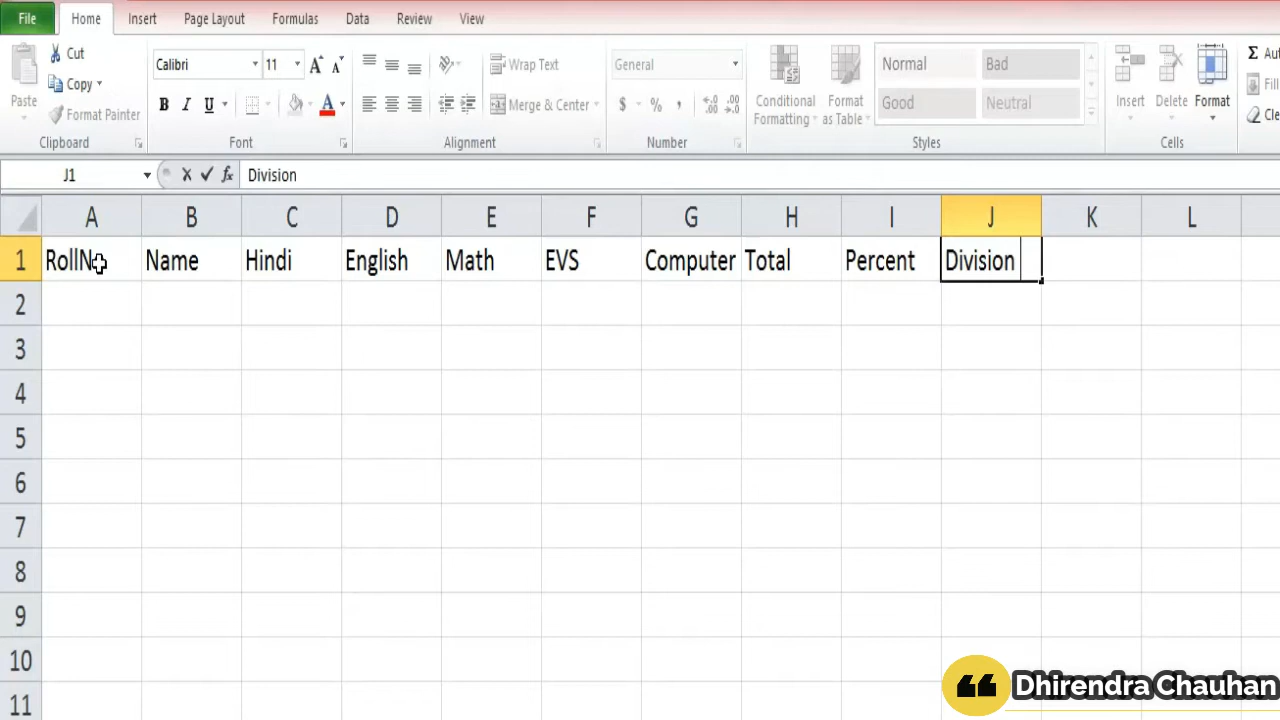 File Home Insert Page Layout Formulas Data Review View
Cut
Copy
Format Painter
Paste
Clipboard
Calibri 11
B I U
Font
Wrap Text
Merge & Center
Alignment
General
$ % ,
Number
Conditional Formatting
Format as Table
Normal Bad
Good Neutral
Styles
Insert Delete Format
Cells
Σ
J1 fx Division
A B C D E F G H I J K L
1 Name Hindi English Math EVS Computer Total Percent Division
2
3
4
5
6
7
8
9
10
11
Dhirendra Chauhan